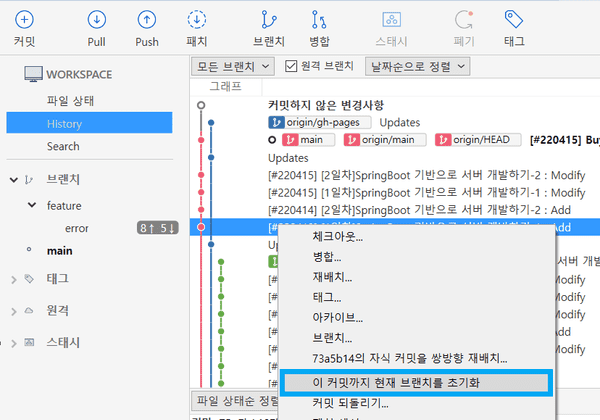 커밋 Pull Push 패치 브랜치 병합 스태시 폐기 태그
WORKSPACE
파일 상태
History
Search
브랜치
feature
error 8↑ 5↓
main
태그
원격
스태시
모든 브랜치 원격 브랜치 날짜순으로 정렬
그래프
커밋하지 않은 변경사항
origin/gh-pages Updates
main origin/main origin/HEAD [#220415]
Updates
[#220415] [2일차]SpringBoot 기반으로 서버 개발하기-2 : Modify
[#220415] [2일차]SpringBoot 기반으로 서버 개발하기-1 : Modify
[#220414] [2일차]SpringBoot 기반으로 서버 개발하기-2 : Add
Add
서버 개발
Modify
Modify
Modify
Add
Modify
Modify
체크아웃...
병합...
재배치...
태그...
아카이브...
브랜치...
73a5b14의 자식 커밋을 쌍방향 재배치...
이 커밋까지 현재 브랜치를 초기화
커밋 되돌리기...
파일 상태순 정렬